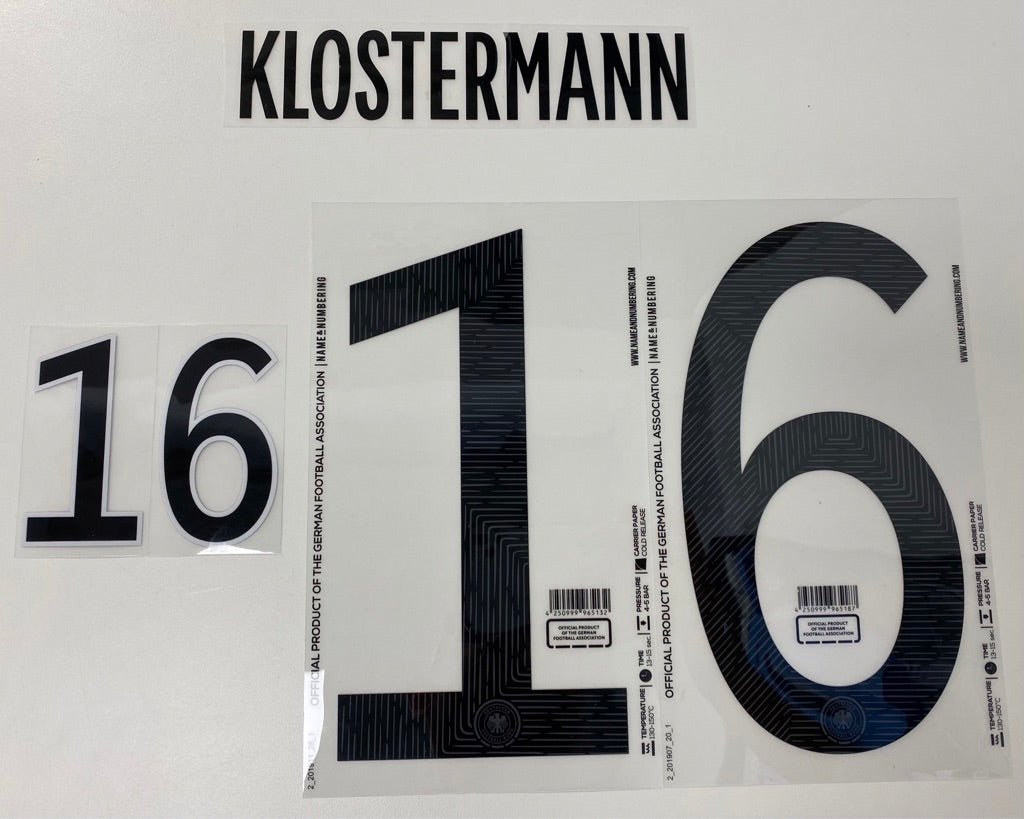 KLOSTERMANN
16
16
OFFICIAL PRODUCT OF THE GERMAN FOOTBALL ASSOCIATION | NAME & NUMBERING
WWW.NAMEANDNUMBERING.COM
4 250999 965132
OFFICIAL PRODUCT
OF THE GERMAN
FOOTBALL ASSOCIATION
TEMPERATURE
130-150°C
TIME
13-15 sec.
PRESSURE
4-5 BAR
CARRIER PAPER
COLD RELEASE
OFFICIAL PRODUCT OF THE GERMAN FOOTBALL ASSOCIATION | NAME & NUMBERING
2_201907_20_1
WWW.NAMEANDNUMBERING.COM
4 250999 965187
OFFICIAL PRODUCT
OF THE GERMAN
FOOTBALL ASSOCIATION
TEMPERATURE
130-150°C
TIME
13-15 sec.
PRESSURE
4-6 BAR
CARRIER PAPER
COLD RELEASE